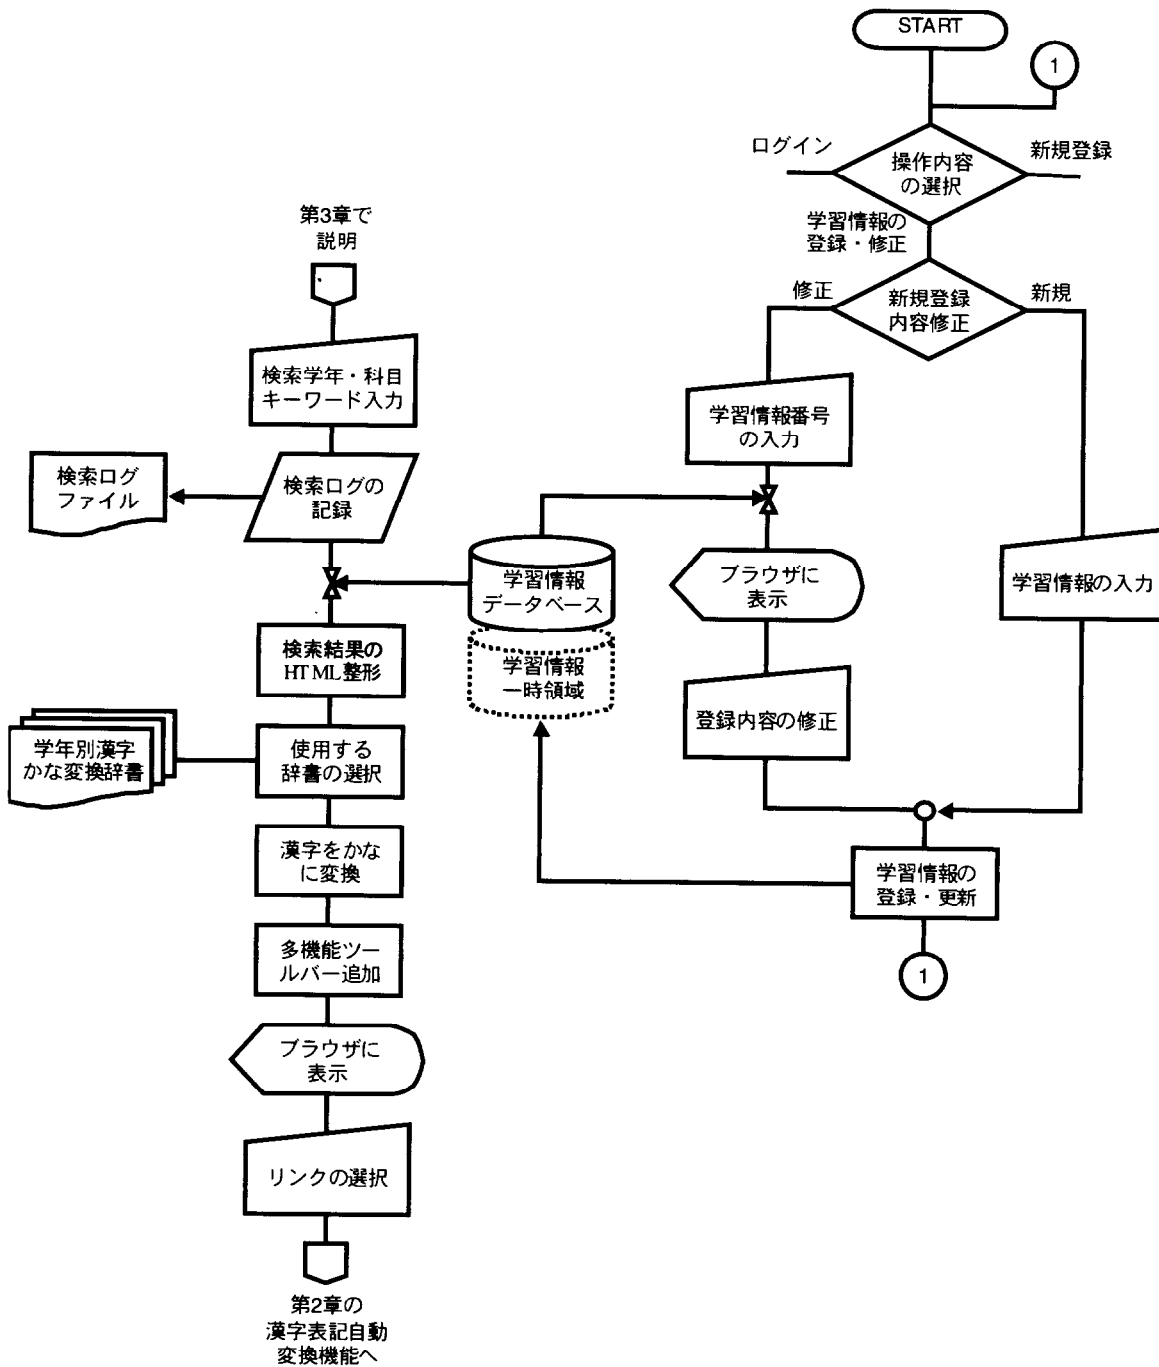 第3章で
説明
検索学年・科目
キーワード入力
検索ログの
記録
検索ログ
ファイル
検索結果の
HTML整形
使用する
辞書の選択
学年別漢字
かな変換辞書
漢字をかな
に変換
多機能ツー
ルバー追加
ブラウザに
表示
リンクの選択
第2章の
漢字表記自動
変換機能へ
学習情報
データベース
学習情報
一時領域
START
1
操作内容
の選択
ログイン
新規登録
学習情報の
登録・修正
新規登録
内容修正
修正
新規
学習情報番号
の入力
ブラウザに
表示
登録内容の修正
学習情報の入力
学習情報の
登録・更新
1